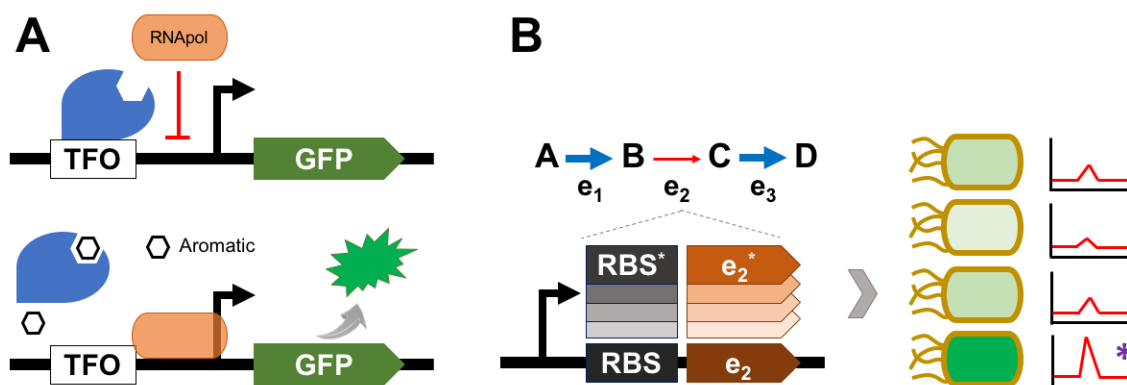 A
RNApol
TFO
GFP
Aromatic
TFO
GFP
B
A B C D
e1 e2 e3
RBS* e2*
RBS e2
*